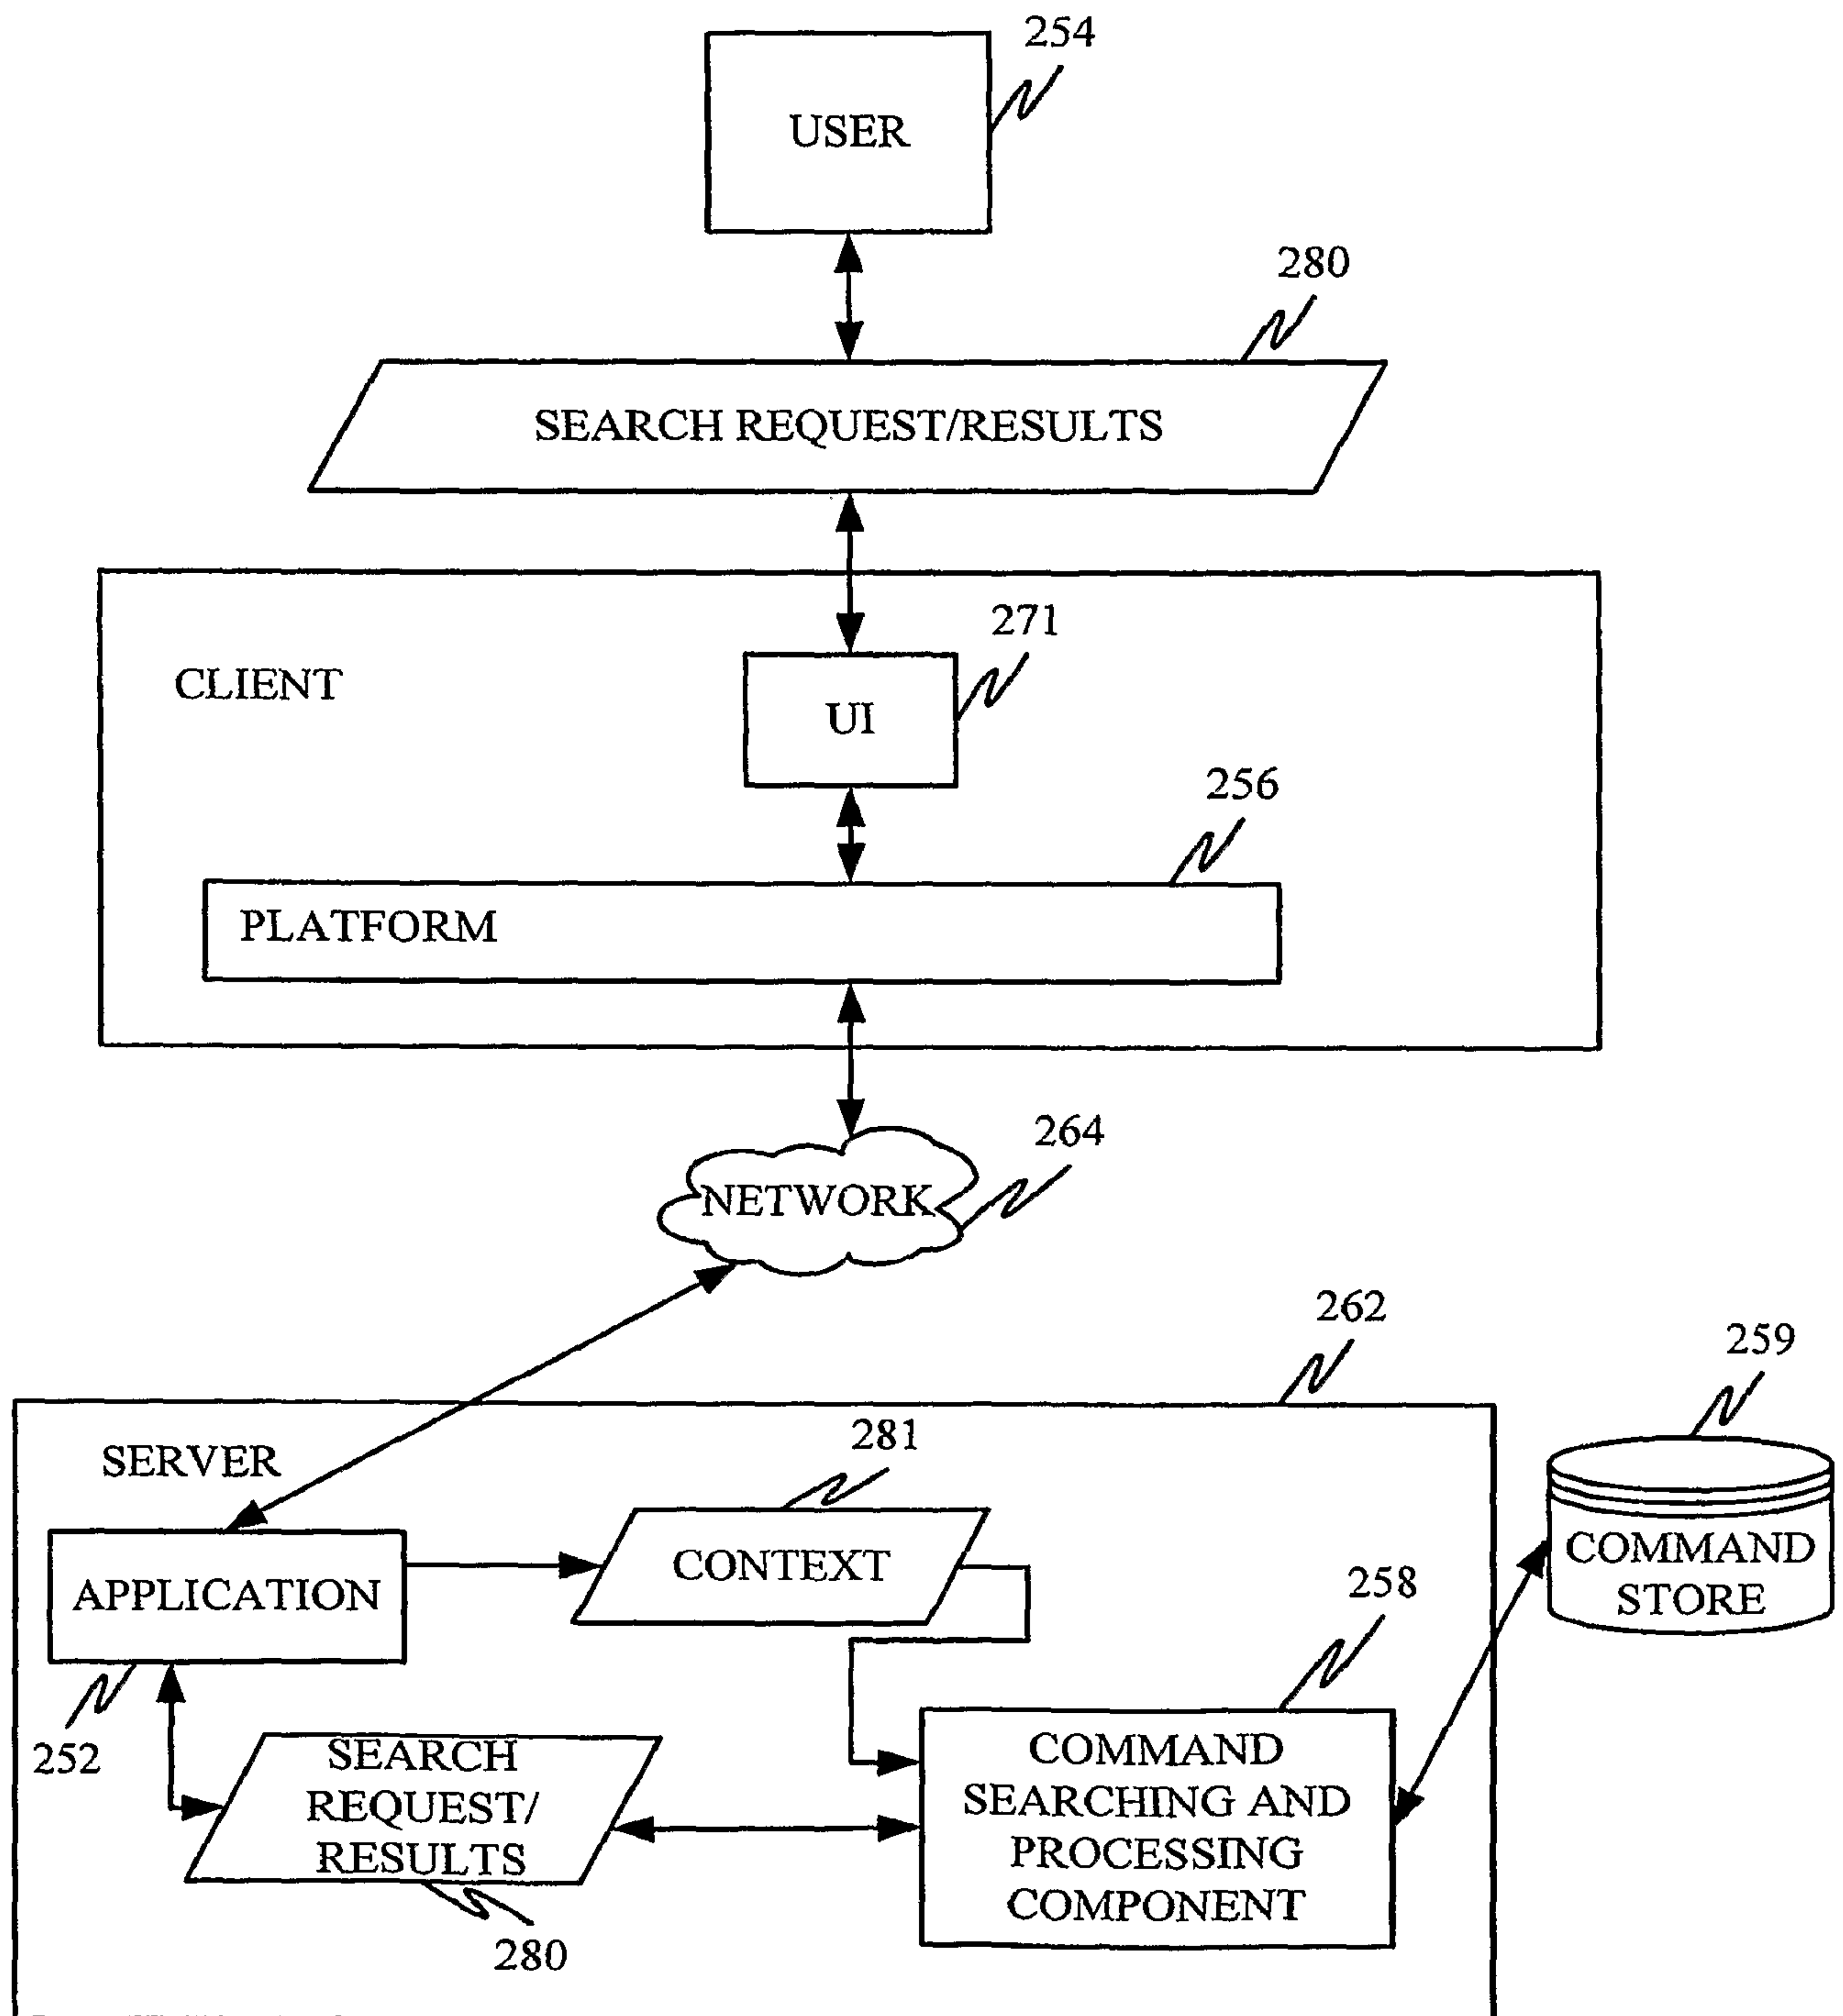 254
USER
280
SEARCH REQUEST/RESULTS
271
CLIENT
UI
256
PLATFORM
264
NETWORK
262
259
281
SERVER
CONTEXT
COMMAND
STORE
258
APPLICATION
252
SEARCH
REQUEST/
RESULTS
COMMAND
SEARCHING AND
PROCESSING
COMPONENT
280